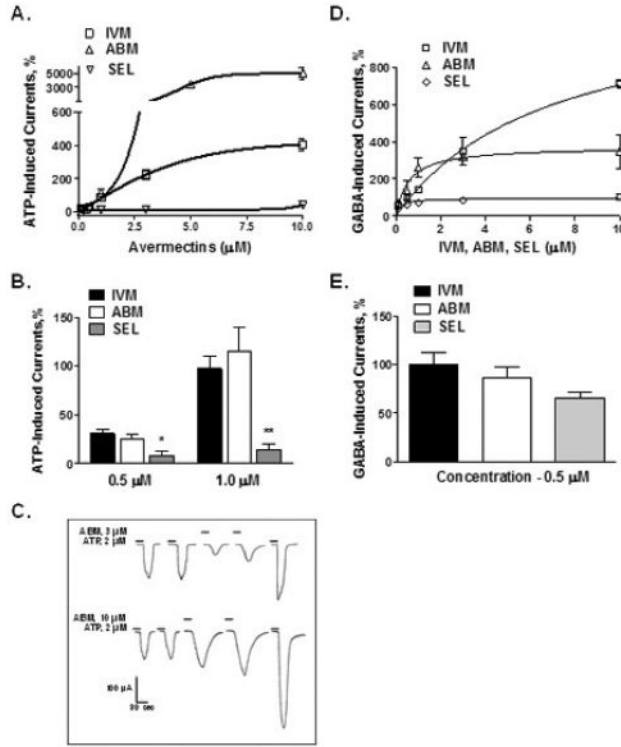 A.
IVM
ABM
SEL
ATP-Induced Currents, %
5000
3000
600
400
200
0
0.0
2.5
5.0
7.5
10.0
Avermectins (µM)
B.
IVM
ABM
SEL
ATP-Induced Currents,%
150
100
50
0
*
**
0.5 µM
1.0 µM
C.
ABM, 3 µM
ATP, 2 µM
ABM, 10 µM
ATP, 2 µM
100 µA
30 sec
D.
IVM
ABM
SEL
GABA-Induced Currents, %
800
600
400
200
0
0
2
4
6
8
10
IVM, ABM, SEL (µM)
E.
IVM
ABM
SEL
GABA-Induced Currents, %
150
100
50
0
Concentration - 0.5 µM